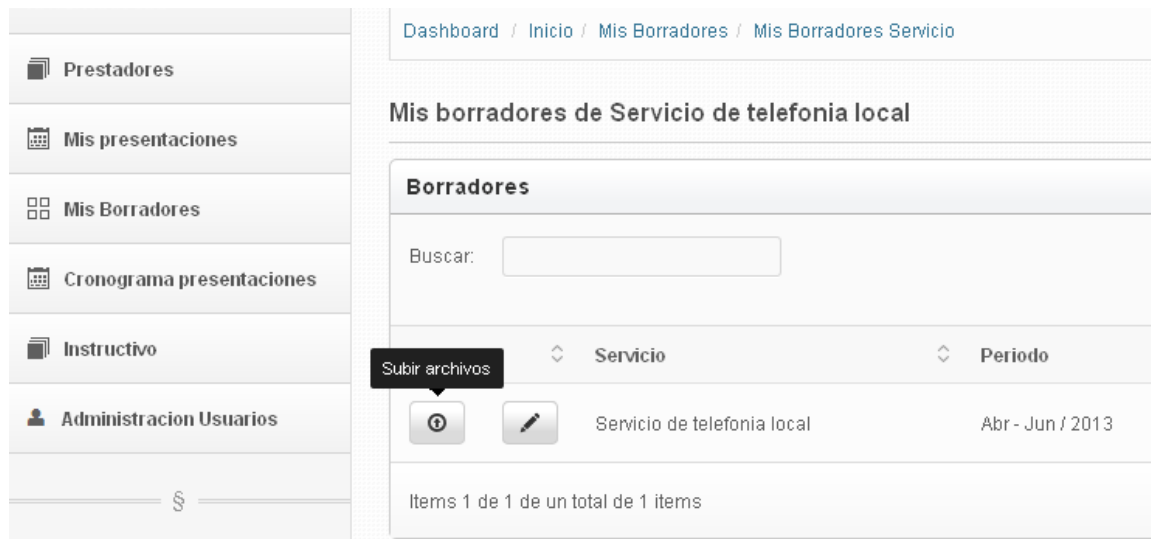 Dashboard / Inicio / Mis Borradores / Mis Borradores Servicio
Prestadores
Mis presentaciones
Mis Borradores
Cronograma presentaciones
Instructivo
Administracion Usuarios
§
Mis borradores de Servicio de telefonia local
Borradores
Buscar:
Subir archivos
Servicio Periodo
Servicio de telefonia local Abr - Jun / 2013
Items 1 de 1 de un total de 1 items